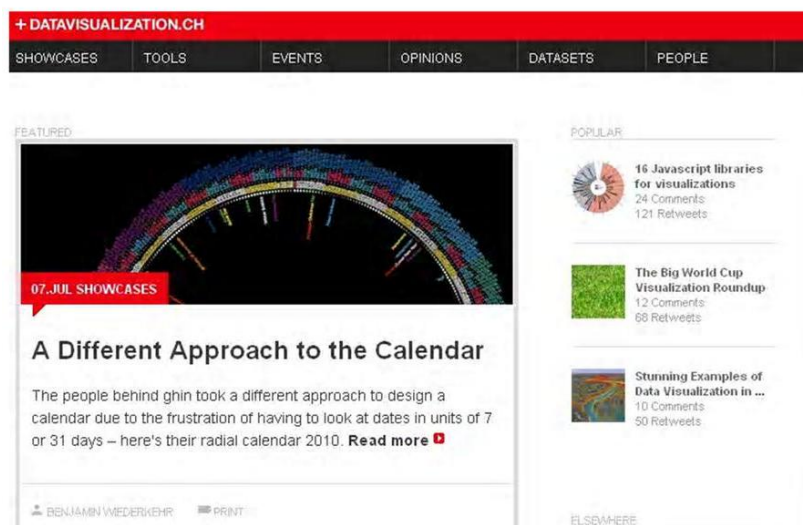 + DATAVISUALIZATION.CH
SHOWCASES TOOLS EVENTS OPINIONS DATASETS PEOPLE
FEATURED
07.JUL SHOWCASES
A Different Approach to the Calendar
The people behind ghin took a different approach to design a
calendar due to the frustration of having to look at dates in units of 7
or 31 days – here's their radial calendar 2010. Read more
BENJAMIN WIEDERKEHR PRINT
POPULAR
16 Javascript libraries
for visualizations
24 Comments
121 Retweets
The Big World Cup
Visualization Roundup
12 Comments
68 Retweets
Stunning Examples of
Data Visualization in ...
10 Comments
50 Retweets
ELSEWHERE